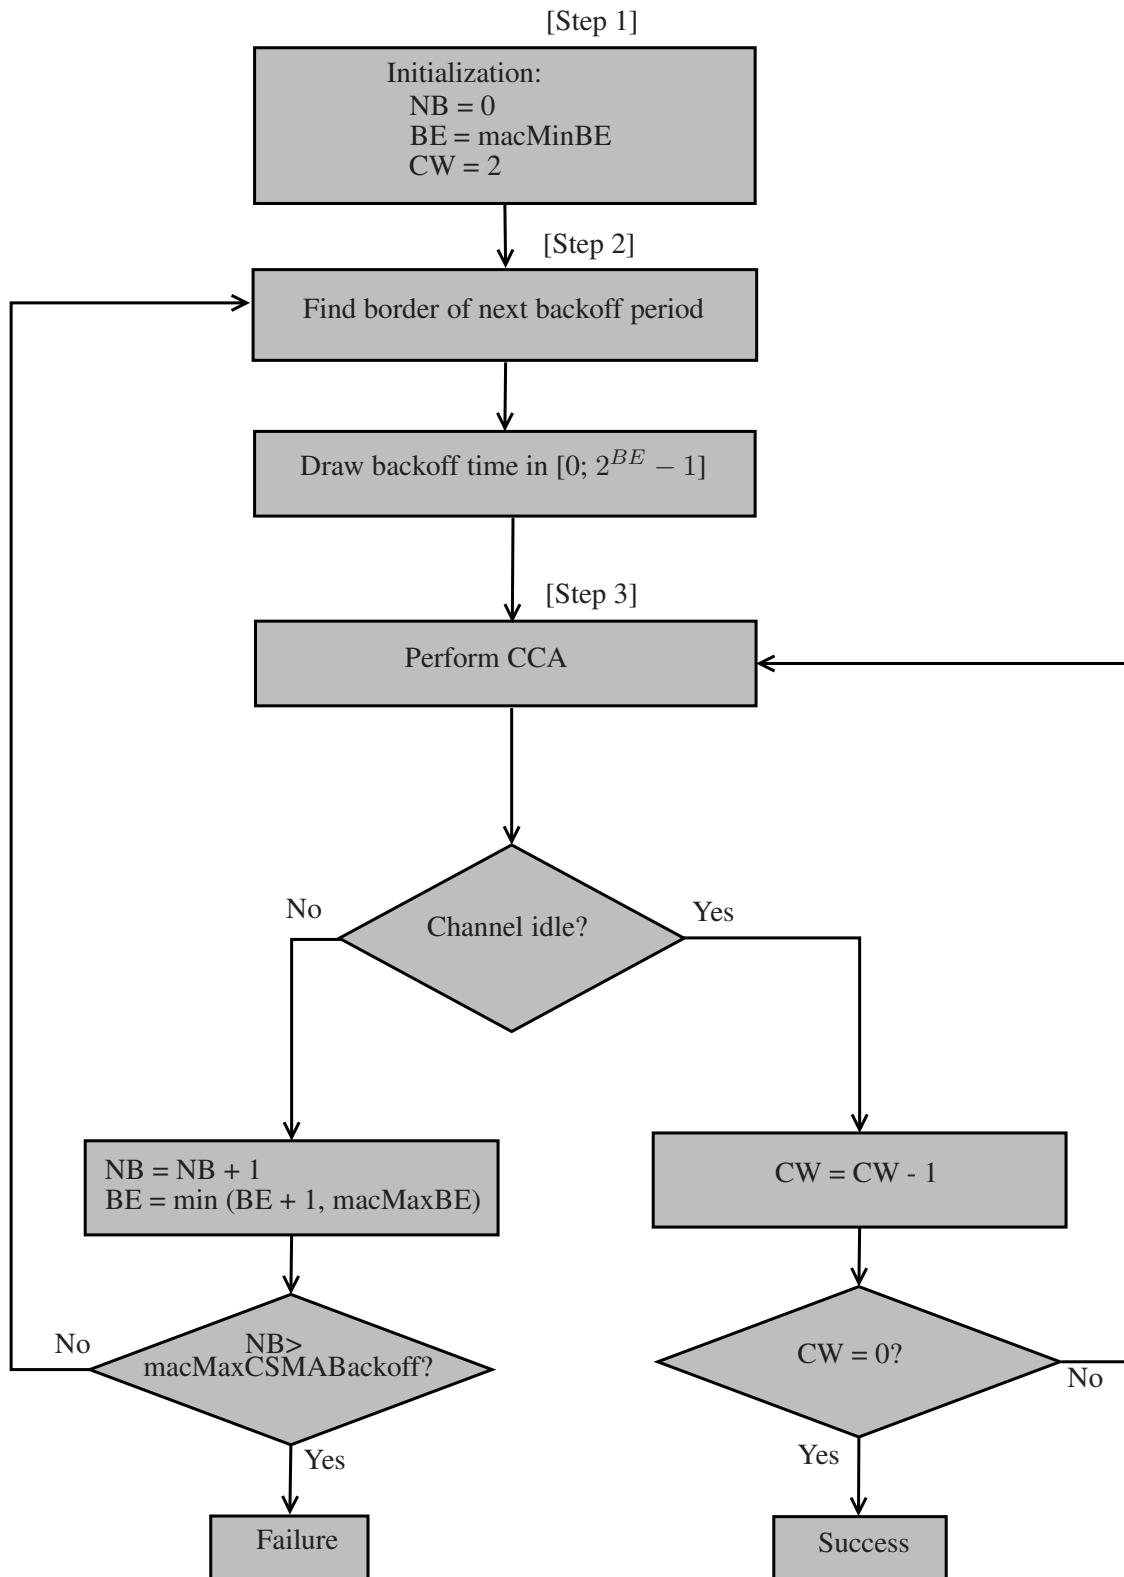 [Step 1]
Initialization:
NB = 0
BE = macMinBE
CW = 2
[Step 2]
Find border of next backoff period
Draw backoff time in [0; 2^{BE} − 1]
[Step 3]
Perform CCA
No
Channel idle?
Yes
NB = NB + 1
BE = min (BE + 1, macMaxBE)
CW = CW - 1
No
NB>
macMaxCSMABackoff?
CW = 0?
No
Yes
Yes
Failure
Success